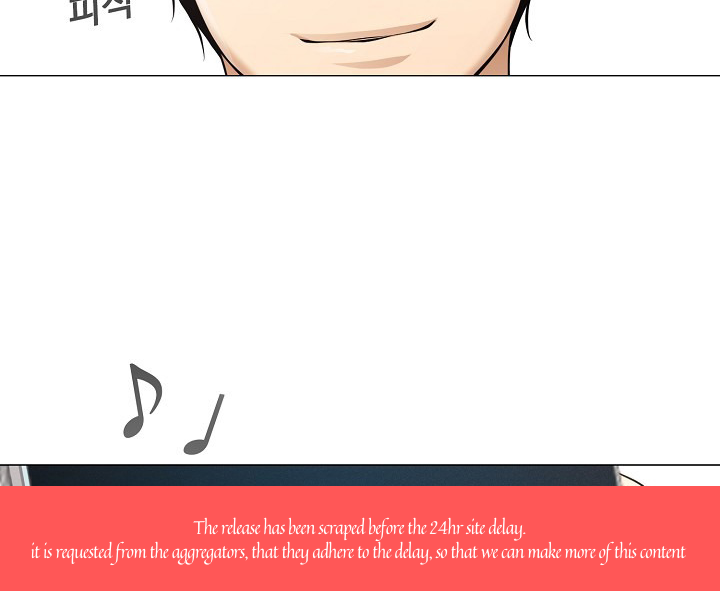 피식
The release has been scraped before the 24hr site delay.
it is requested from the aggregators, that they adhere to the delay, so that we can make more of this content